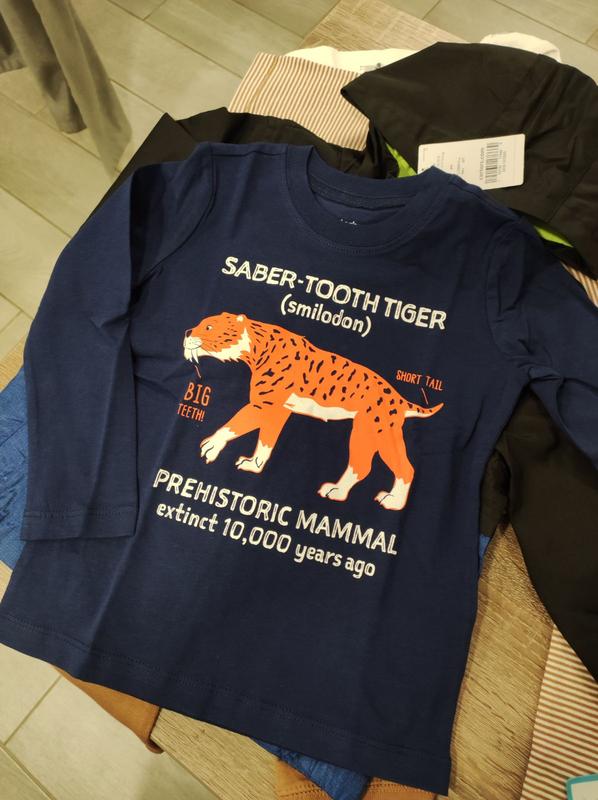 SABER-TOOTH TIGER
(smilodon)
SHORT TAIL
BIG
TEETH!
PREHISTORIC MAMMAL
extinct 10,000 years ago